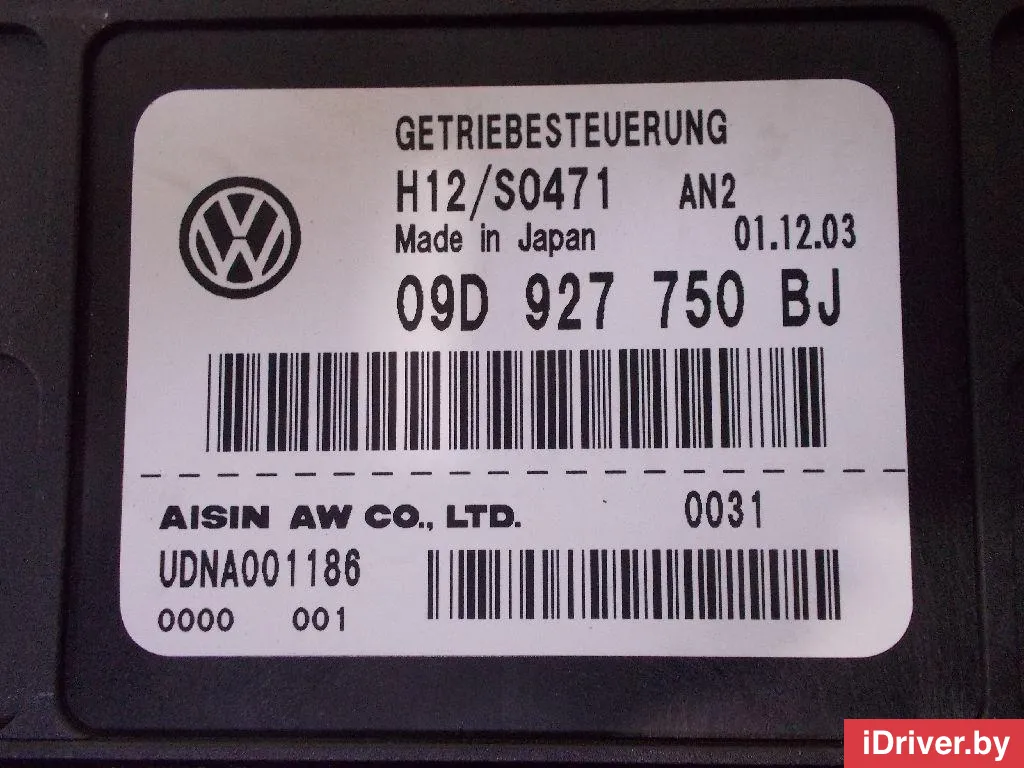 GETRIEBESTEUERUNG
H12/S0471 AN2
Made in Japan 01.12.03
09D 927 750 BJ
AISIN AW CO., LTD. 0031
UDNA001186
0000 001
iDriver.by